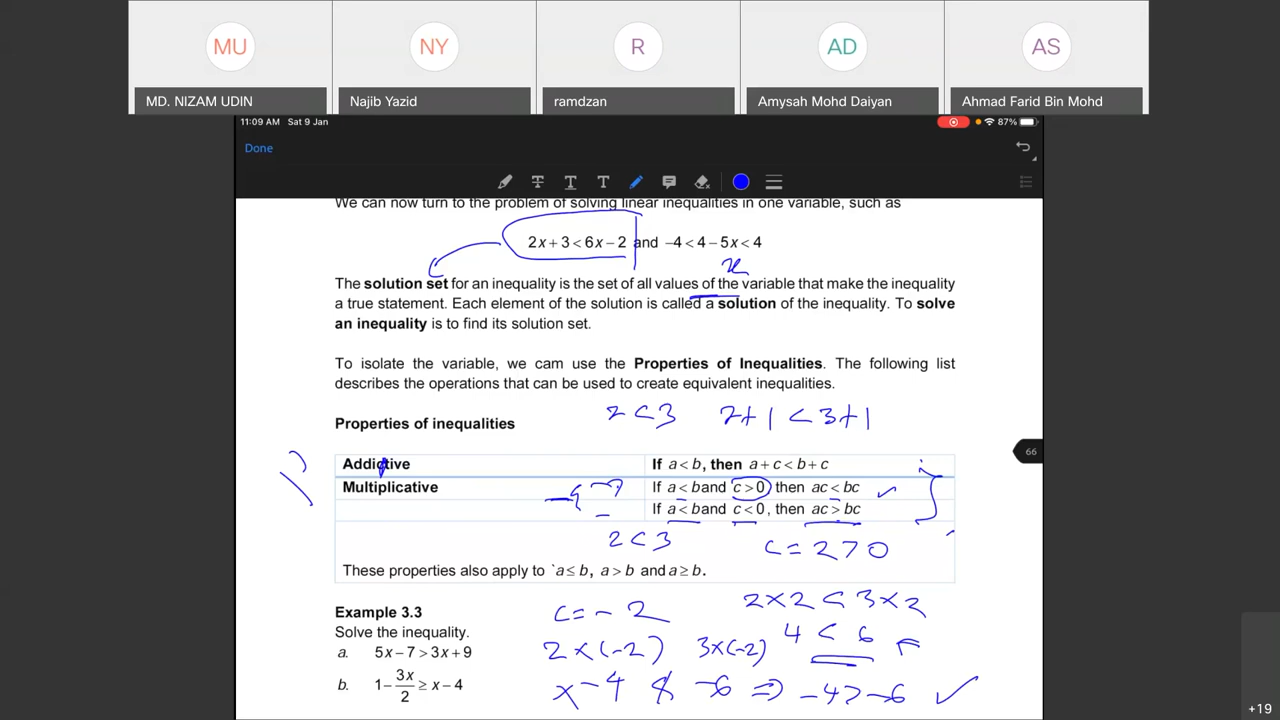 MU NY R AD AS
MD. NIZAM UDIN Najib Yazid ramdzan Amysah Mohd Daiyan Ahmad Farid Bin Mohd
11:09 AM Sat 9 Jan 87%
Done
We can now turn to the problem of solving linear inequalities in one variable, such as
2x + 3 < 6x − 2 and −4 < 4 − 5x < 4
x
The solution set for an inequality is the set of all values of the variable that make the inequality
a true statement. Each element of the solution is called a solution of the inequality. To solve
an inequality is to find its solution set.
To isolate the variable, we cam use the Properties of Inequalities. The following list
describes the operations that can be used to create equivalent inequalities.
2 < 3 2+1 < 3+1
Properties of inequalities
66
Addictive If a < b, then a + c < b + c
Multiplicative If a < b and c > 0 then ac < bc
If a < b and c < 0, then ac > bc
2 < 3 c = 2 > 0
These properties also apply to `a ≤ b, a > b and a ≥ b.
2×2 < 3×2
Example 3.3 c = −2
Solve the inequality. 4 < 6
a. 5x − 7 > 3x + 9 2×(−2) 3×(−2)
b. 1 − 3x/2 ≥ x − 4 x −4 < −6 ⇒ −4 > −6 ✓
+19